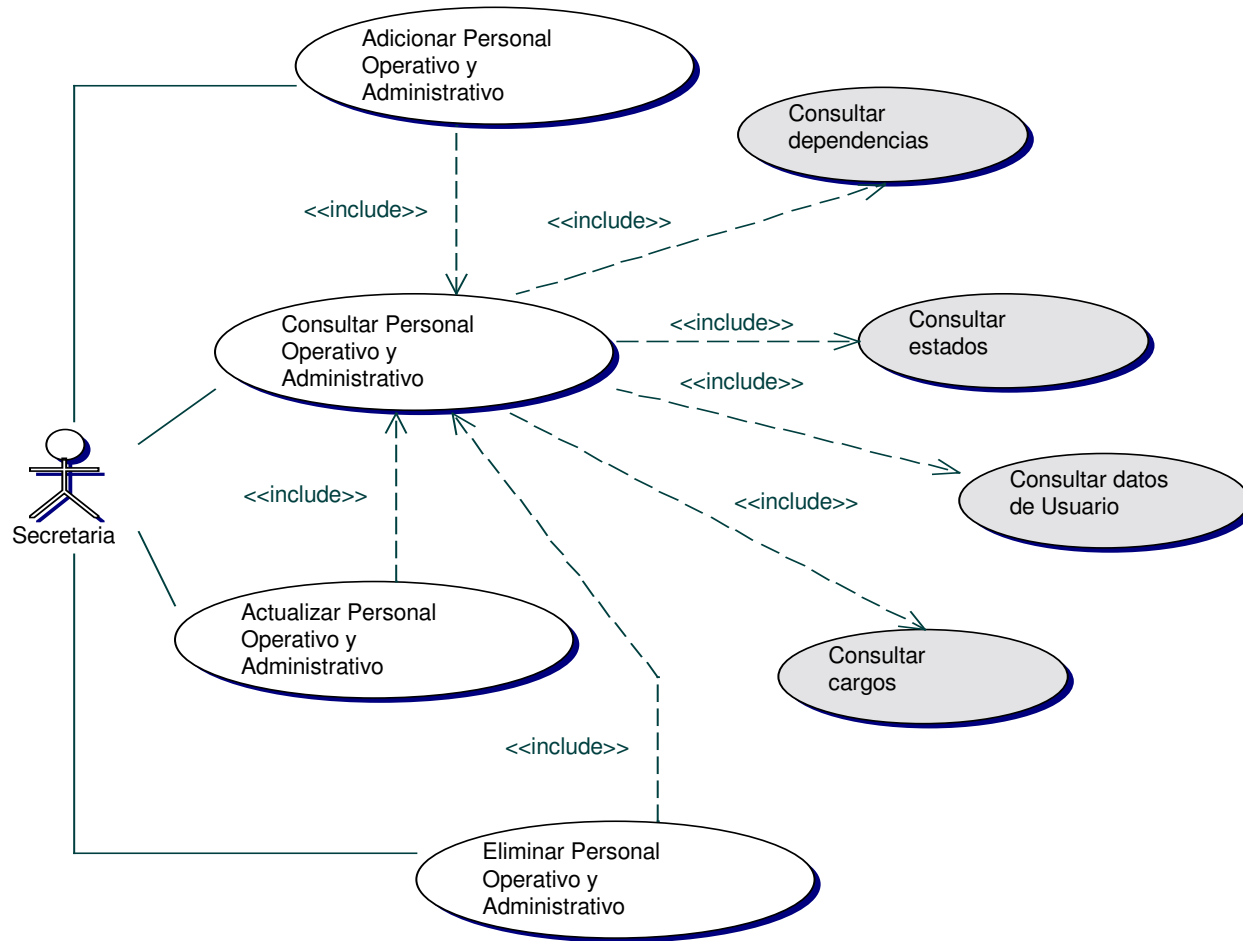 Adicionar Personal
Operativo y
Administrativo
Consultar
dependencias
<<include>>
<<include>>
Consultar Personal
Operativo y
Administrativo
<<include>>
Consultar
estados
<<include>>
Consultar datos
de Usuario
<<include>>
<<include>>
Secretaria
Actualizar Personal
Operativo y
Administrativo
Consultar
cargos
<<include>>
Eliminar Personal
Operativo y
Administrativo